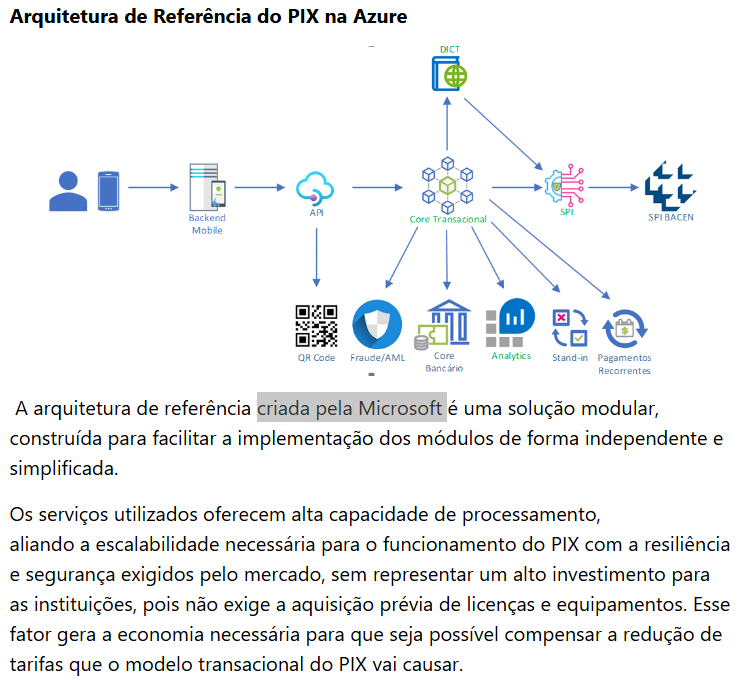 Arquitetura de Referência do PIX na Azure
DICT
Backend
Mobile
API
Core Transacional
SPI
SPI BACEN
QR Code
Fraude/AML
Core
Bancário
Analytics
Stand-in
Pagamentos
Recorrentes
A arquitetura de referência criada pela Microsoft é uma solução modular,
construída para facilitar a implementação dos módulos de forma independente e
simplificada.
Os serviços utilizados oferecem alta capacidade de processamento,
aliando a escalabilidade necessária para o funcionamento do PIX com a resiliência
e segurança exigidos pelo mercado, sem representar um alto investimento para
as instituições, pois não exige a aquisição prévia de licenças e equipamentos. Esse
fator gera a economia necessária para que seja possível compensar a redução de
tarifas que o modelo transacional do PIX vai causar.